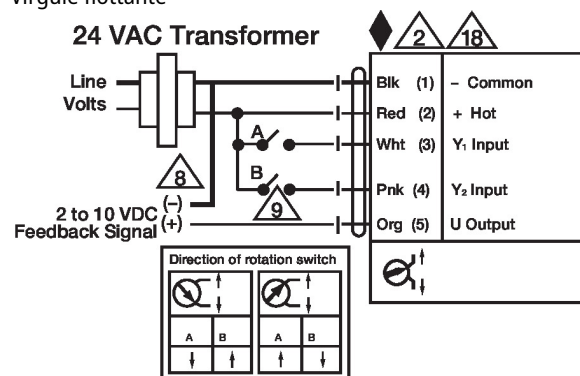 virgule flottante
24 VAC Transformer
2 18
Line
Volts
Blk (1) – Common
Red (2) + Hot
A
Wht (3) Y₁ Input
B
Pnk (4) Y₂ Input
8
9
2 to 10 VDC (–)
Feedback Signal (+)
Org (5) U Output
Direction of rotation switch
A B A B